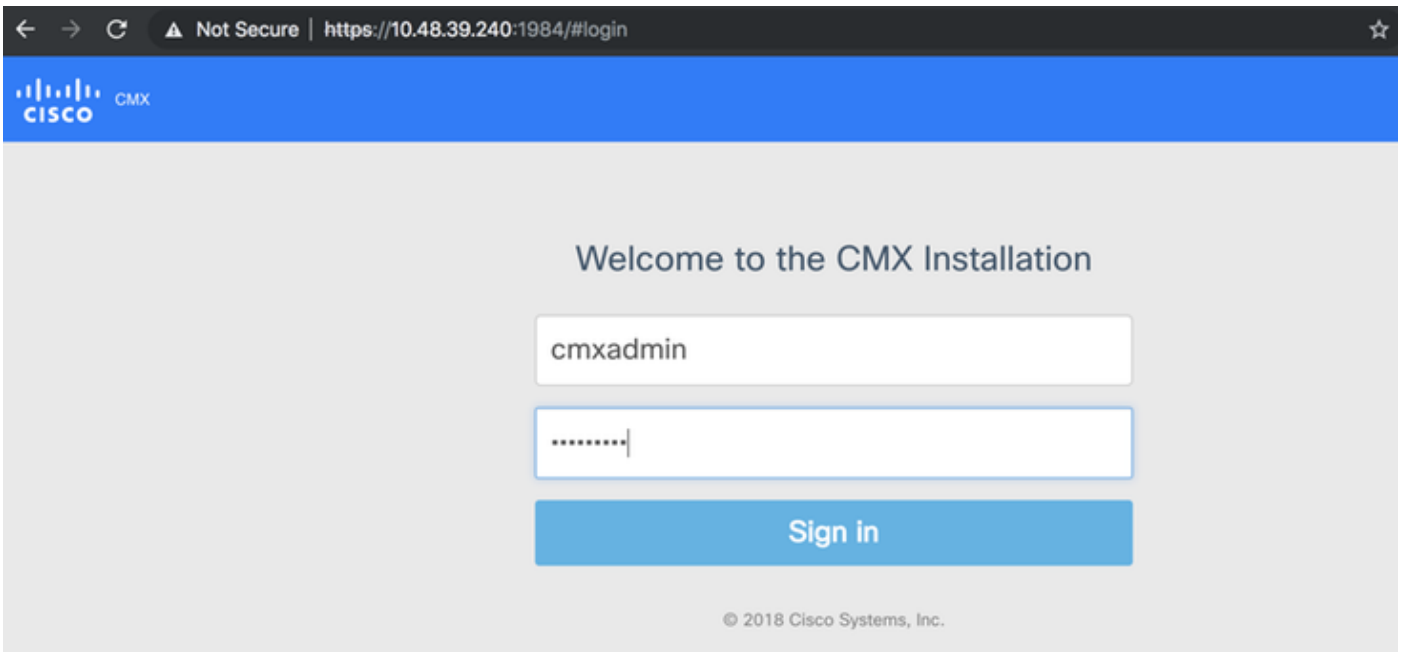 Not Secure | https://10.48.39.240:1984/#login
CISCO CMX
Welcome to the CMX Installation
cmxadmin
•••••••••
Sign in
© 2018 Cisco Systems, Inc.